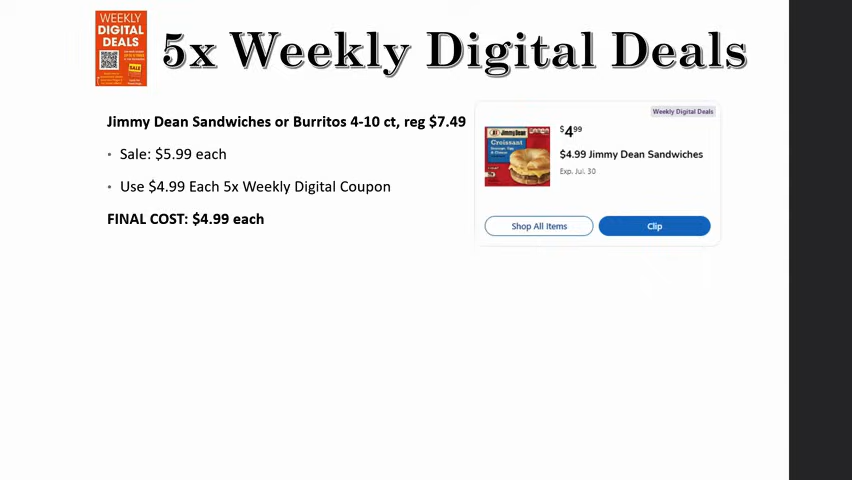 WEEKLY
DIGITAL
DEALS
SALE
5x Weekly Digital Deals
Jimmy Dean Sandwiches or Burritos 4-10 ct, reg $7.49
• Sale: $5.99 each
• Use $4.99 Each 5x Weekly Digital Coupon
FINAL COST: $4.99 each
Weekly Digital Deals
$4⁹⁹
Jimmy Dean
Croissant
$4.99 Jimmy Dean Sandwiches
Exp. Jul. 30
Shop All Items
Clip